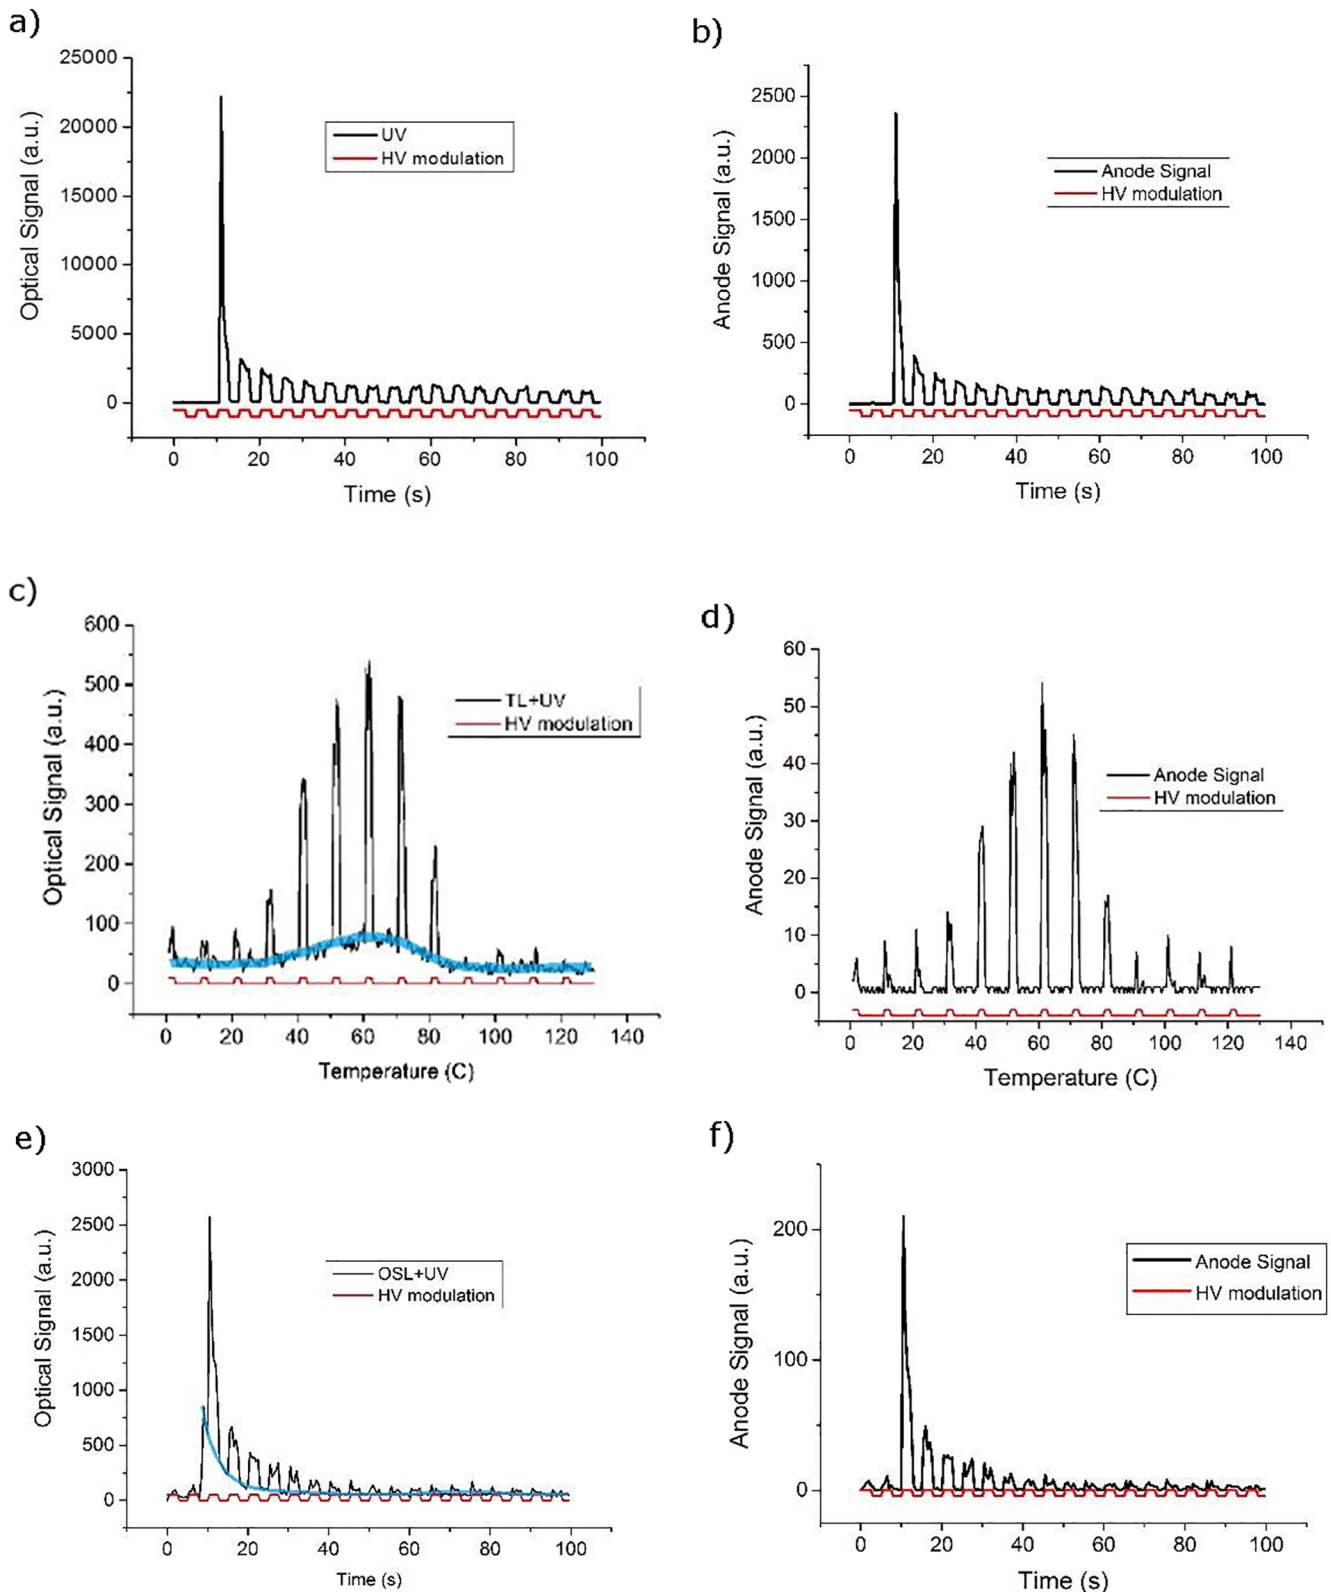 a)
Optical Signal (a.u.)
25000
20000
15000
10000
5000
0
UV
HV modulation
0 20 40 60 80 100
Time (s)
b)
Anode Signal (a.u.)
2500
2000
1500
1000
500
0
Anode Signal
HV modulation
0 20 40 60 80 100
Time (s)
c)
Optical Signal (a.u.)
600
500
400
300
200
100
0
TL+UV
HV modulation
0 20 40 60 80 100 120 140
Temperature (C)
d)
Anode Signal (a.u.)
60
50
40
30
20
10
0
Anode Signal
HV modulation
0 20 40 60 80 100 120 140
Temperature (C)
e)
Optical Signal (a.u.)
3000
2500
2000
1500
1000
500
0
OSL+UV
HV modulation
0 20 40 60 80 100
Time (s)
f)
Anode Signal (a.u.)
200
100
0
Anode Signal
HV modulation
0 20 40 60 80 100
Time (s)